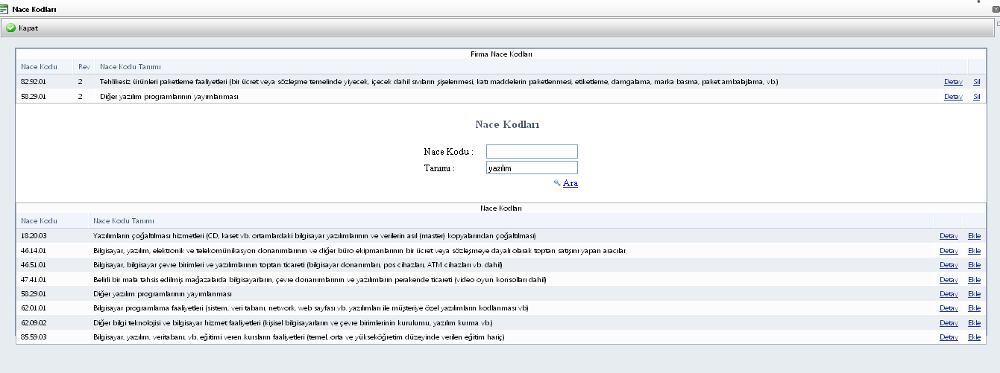 Nace Kodları
Kapat
Firma Nace Kodları
Nace Kodu Rev Nace Kodu Tanımı
82.92.01 2 Tehlikesiz ürünleri paketleme faaliyetleri (bir ücret veya sözleşme temelinde yiyecek, içecek dahil sıvıların şişelenmesi, katı maddelerin paketlenmesi, etiketleme, damgalama, marka basma, paket ambalajlama, vb.) Detay Sil
58.29.01 2 Diğer yazılım programlarının yayımlanması Detay Sil
Nace Kodları
Nace Kodu :
Tanımı : yazılım
Ara
Nace Kodları
Nace Kodu Nace Kodu Tanımı
18.20.03 Yazılımların çoğaltılması hizmetleri (CD, kaset vb. ortamlardaki bilgisayar yazılımlarının ve verilerin asıl (master) kopyalarından çoğaltılması) Detay Ekle
46.14.01 Bilgisayar, yazılım, elektronik ve telekomünikasyon donanımlarının ve diğer büro ekipmanlarının bir ücret veya sözleşmeye dayalı olarak toptan satışını yapan aracılar Detay Ekle
46.51.01 Bilgisayar, bilgisayar çevre birimleri ve yazılımlarının toptan ticareti (bilgisayar donanımları, pos cihazları, ATM cihazları vb. dahil) Detay Ekle
47.41.01 Belirli bir mala tahsis edilmiş mağazalarda bilgisayarların, çevre donanımlarının ve yazılımların perakende ticareti (video oyun konsolları dahil) Detay Ekle
58.29.01 Diğer yazılım programlarının yayımlanması Detay Ekle
62.01.01 Bilgisayar programlama faaliyetleri (sistem, veri tabanı, network, web sayfası vb. yazılımları ile müşteriye özel yazılımların kodlanması vb) Detay Ekle
62.09.02 Diğer bilgi teknolojisi ve bilgisayar hizmet faaliyetleri (kişisel bilgisayarların ve çevre birimlerinin kurulumu, yazılım kurma vb.) Detay Ekle
85.59.03 Bilgisayar, yazılım, veritabanı, vb. eğitimi veren kursların faaliyetleri (temel, orta ve yükseköğretim düzeyinde verilen eğitim hariç) Detay Ekle